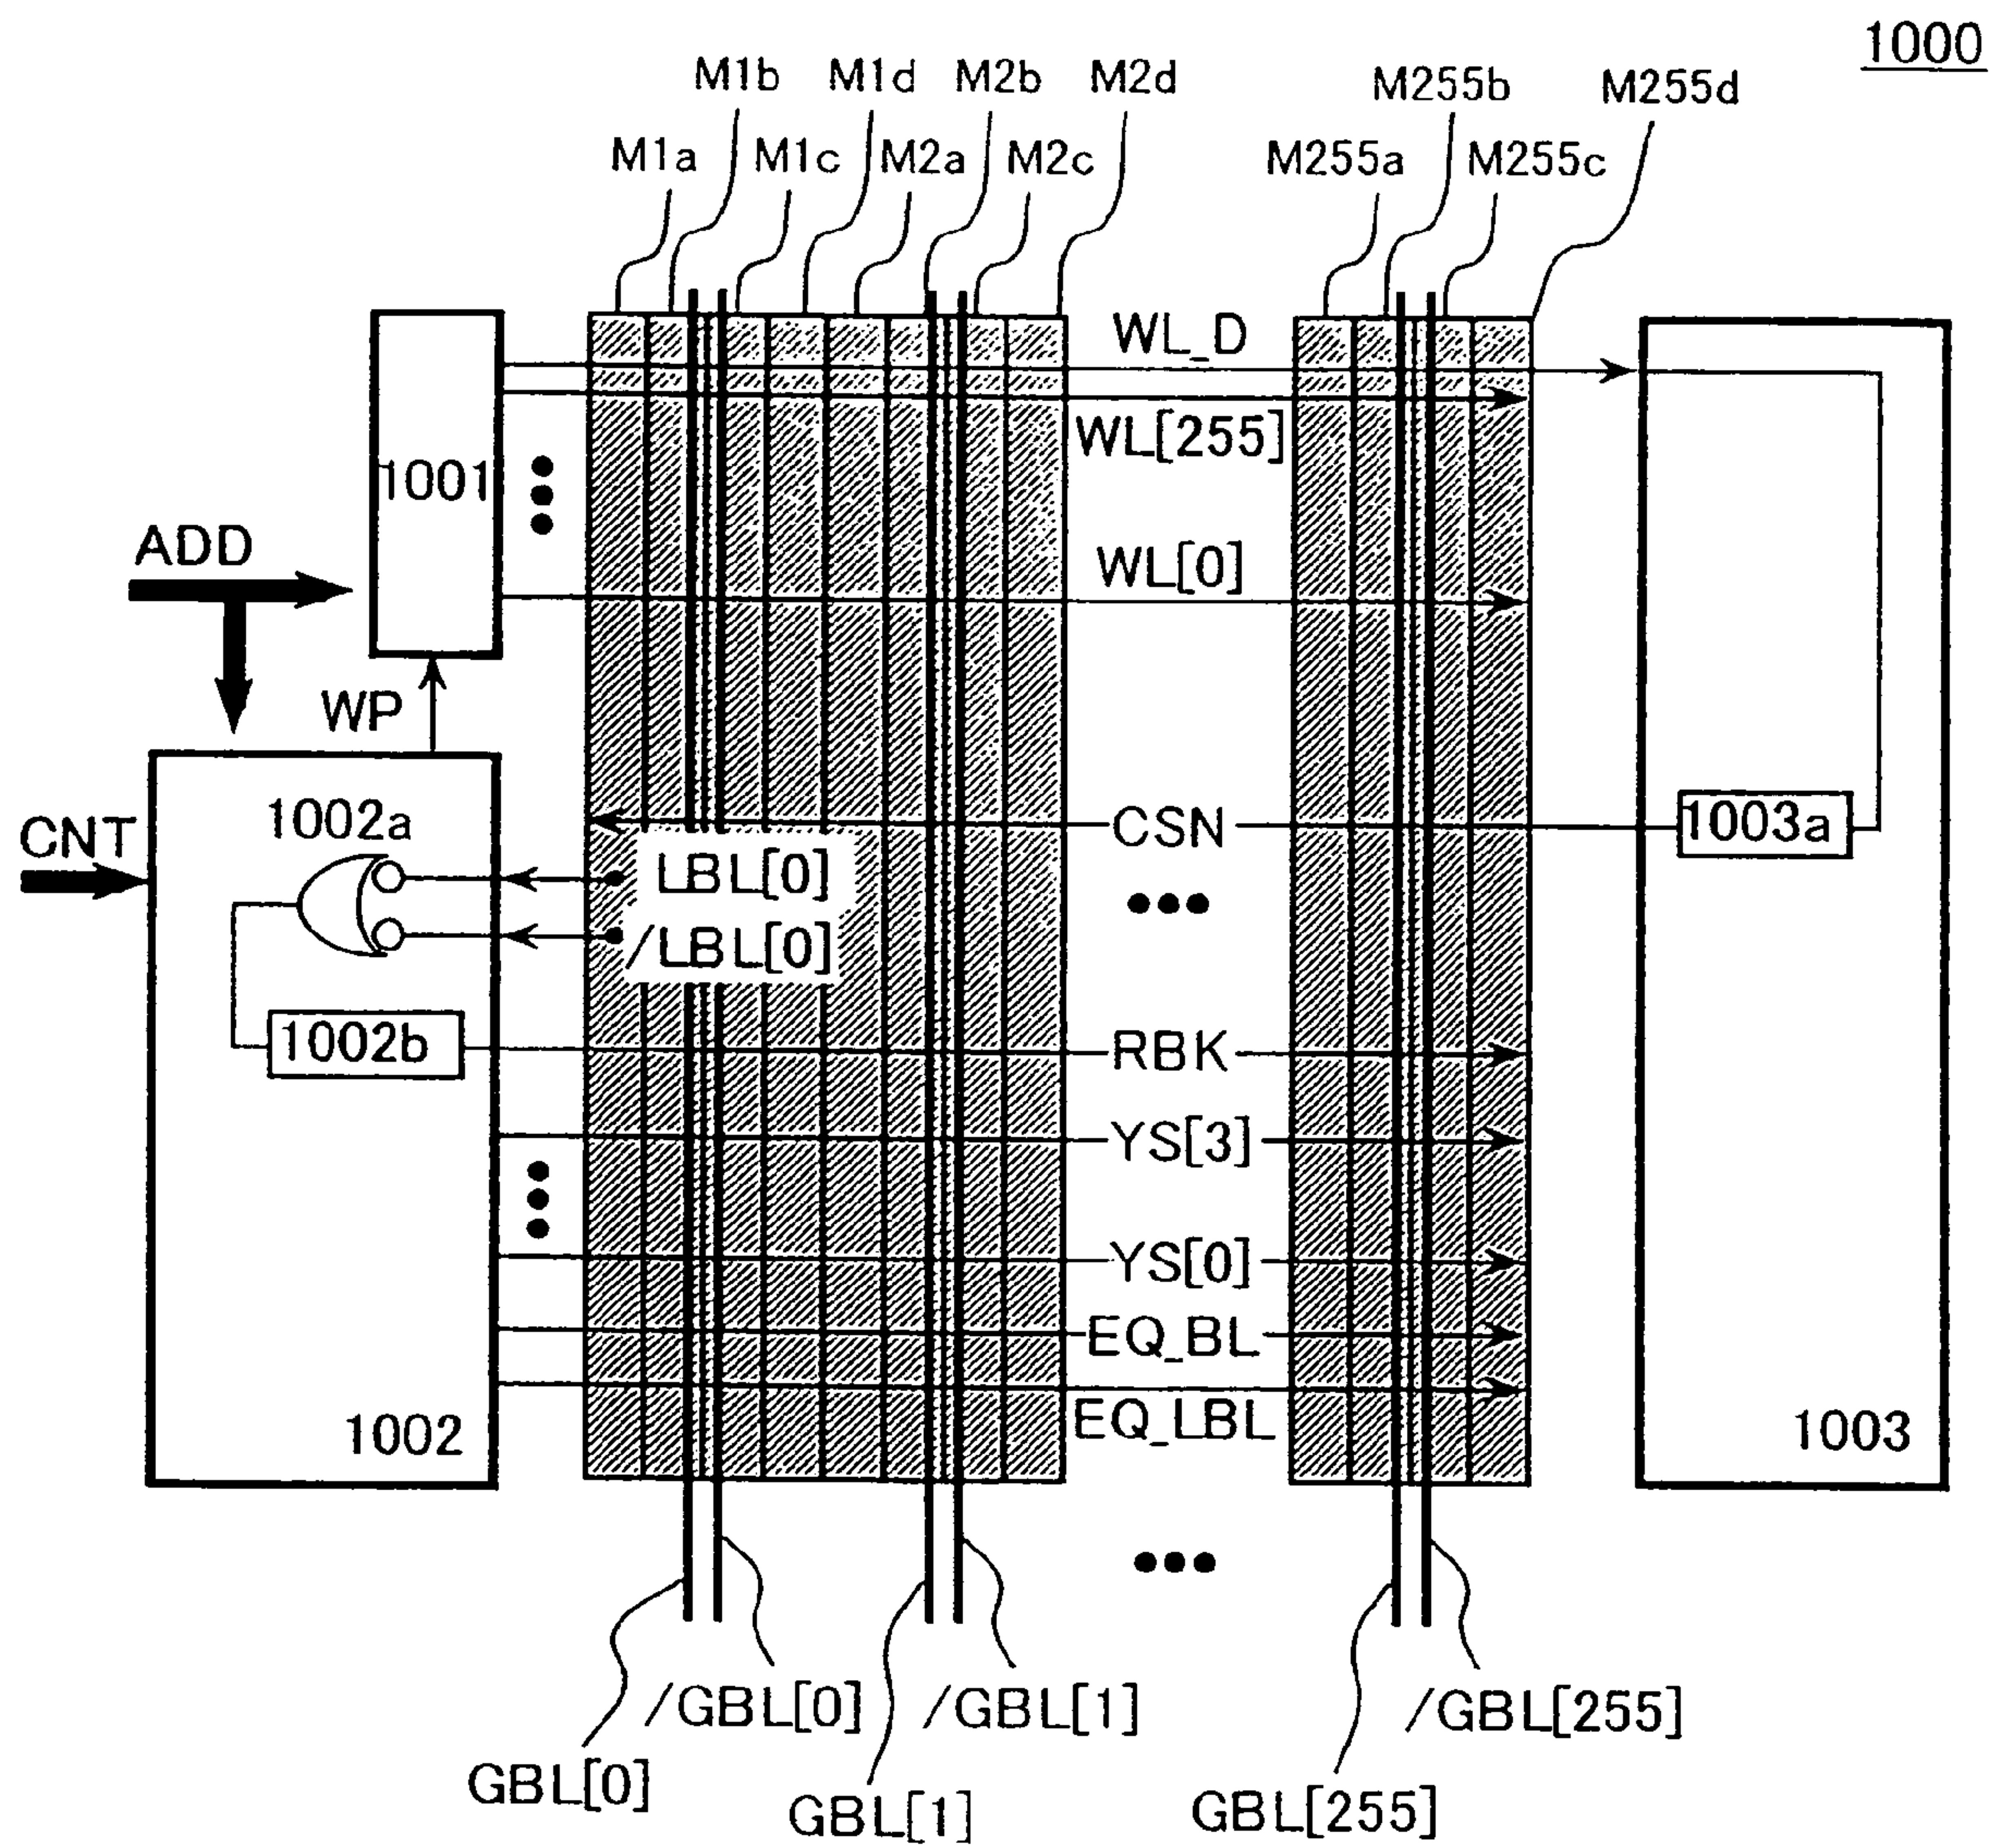 1000
M1b
M1d
M2b
M2d
M255b
M255d
M1a
M1c
M2a
M2c
M255a
M255c
WL_D
WL[255]
1001
ADD
WL[0]
WP
1002a
CSN
1003a
CNT
LBL[0]
/LBL[0]
1002b
RBK
YS[3]
YS[0]
EQ_BL
EQ_LBL
1002
1003
/GBL[0]
/GBL[1]
/GBL[255]
GBL[0]
GBL[1]
GBL[255]